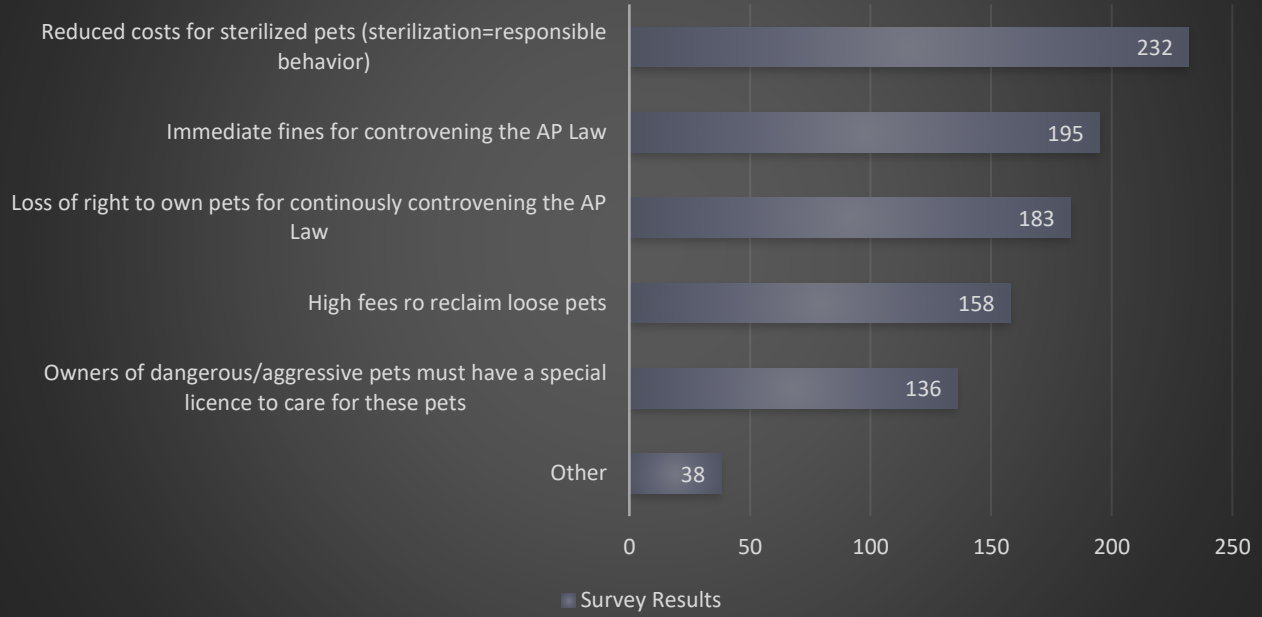 Reduced costs for sterilized pets (sterilization=responsible
behavior)
232
Immediate fines for controvening the AP Law
195
Loss of right to own pets for continously controvening the AP
Law
183
High fees ro reclaim loose pets
158
Owners of dangerous/aggressive pets must have a special
licence to care for these pets
136
Other
38
0 50 100 150 200 250
Survey Results